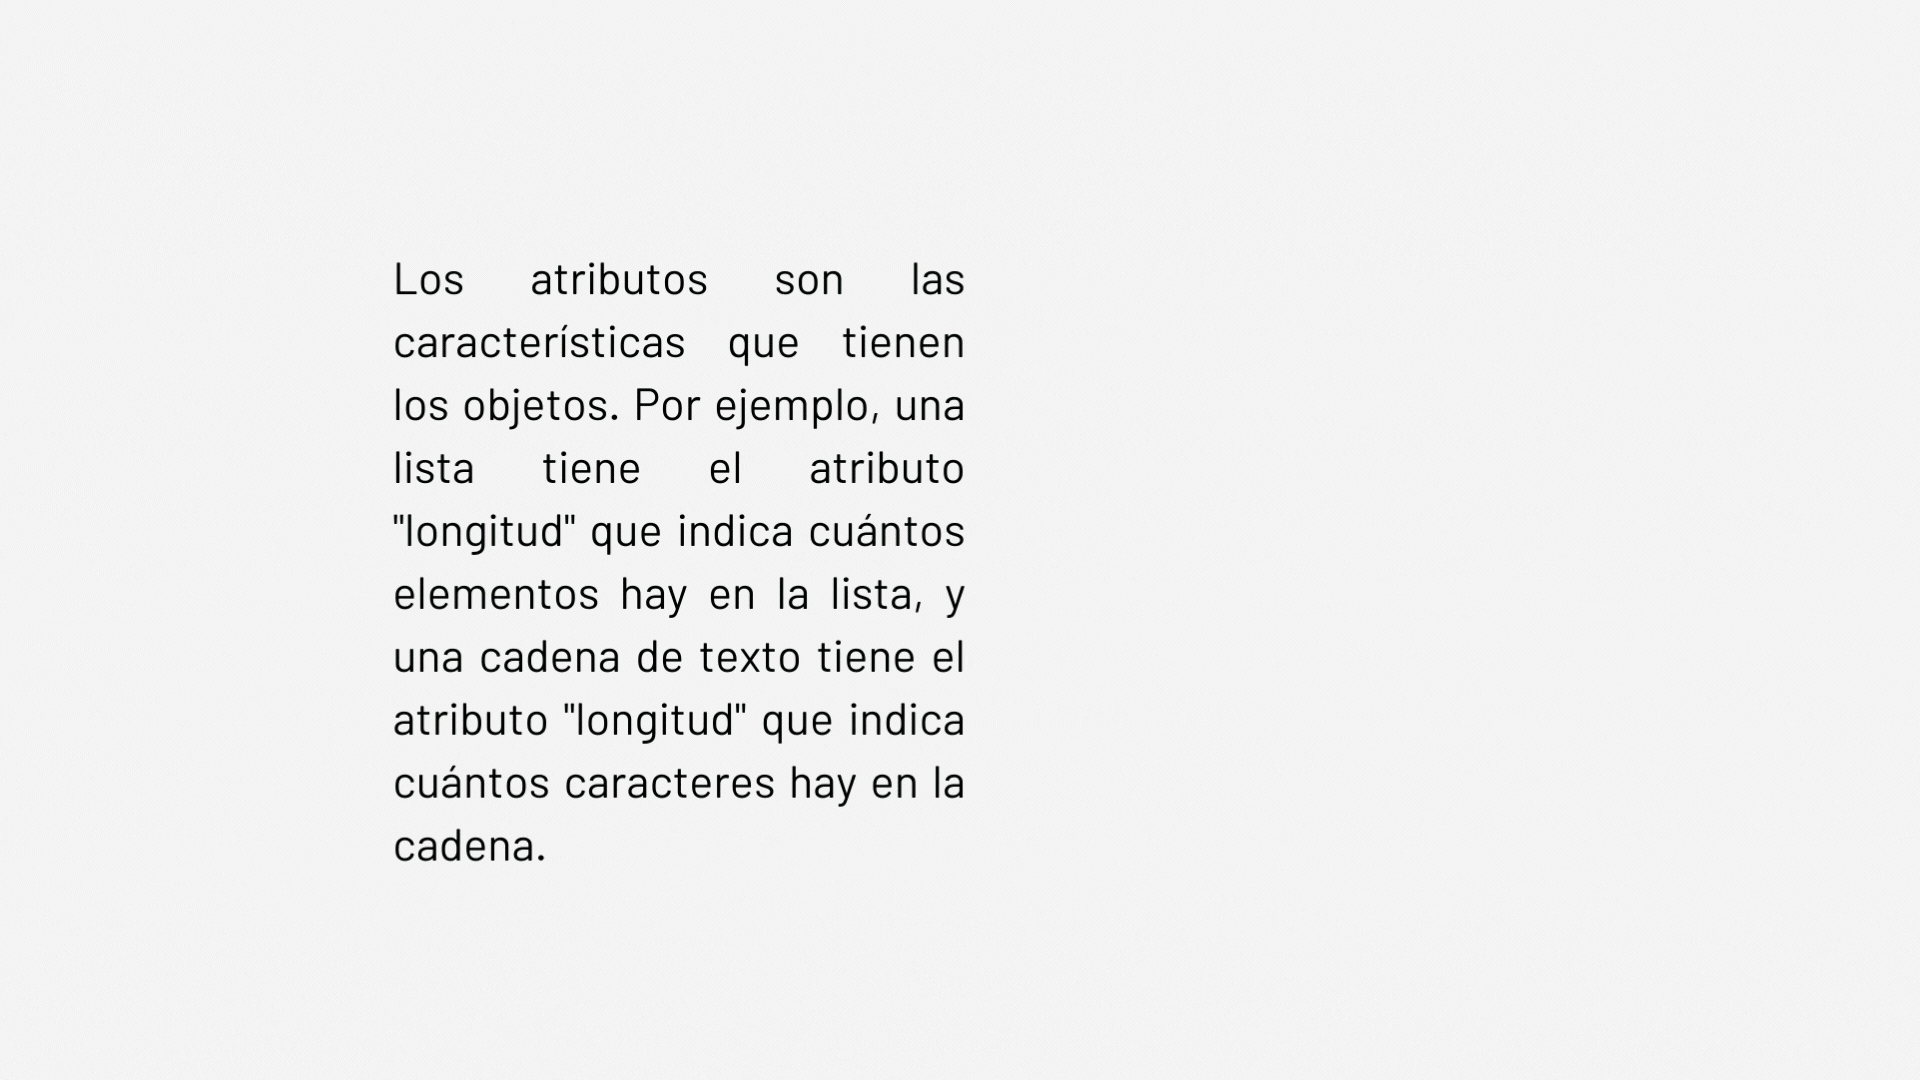 Los atributos son las
características que tienen
los objetos. Por ejemplo, una
lista tiene el atributo
"longitud" que indica cuántos
elementos hay en la lista, y
una cadena de texto tiene el
atributo "longitud" que indica
cuántos caracteres hay en la
cadena.